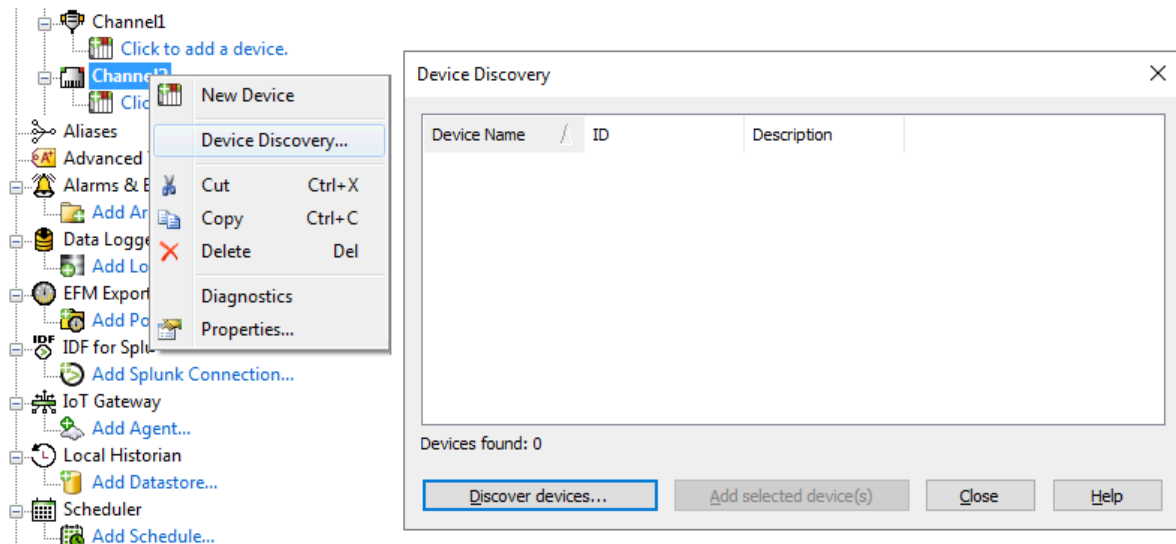 Channel1
Click to add a device.
Channel2
Clic
Aliases
Advanced
Alarms & E
Add Ar
Data Logge
Add Lo
EFM Export
Add Po
IDF for Splu
Add Splunk Connection...
IoT Gateway
Add Agent...
Local Historian
Add Datastore...
Scheduler
Add Schedule...
New Device
Device Discovery...
Cut Ctrl+X
Copy Ctrl+C
Delete Del
Diagnostics
Properties...
Device Discovery
Device Name ID Description
Devices found: 0
Discover devices... Add selected device(s) Close Help